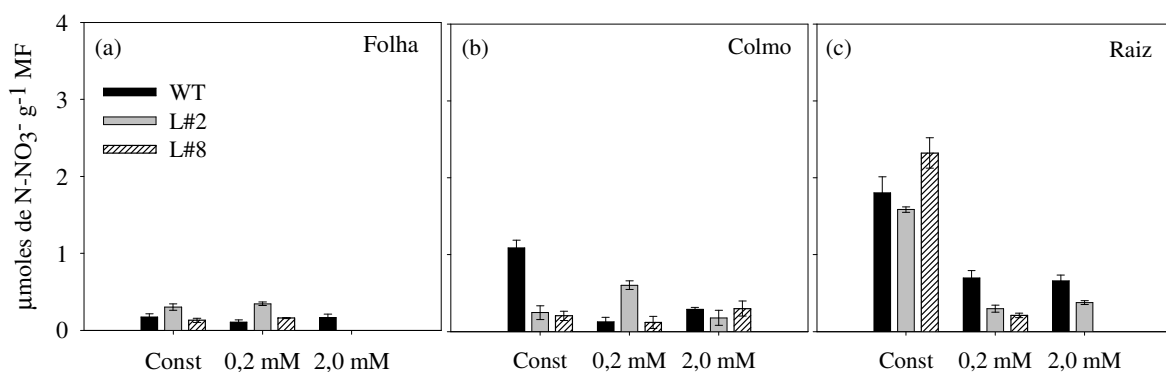 µmoles de N-NO3- g-1 MF
4
3
2
1
0
(a) Folha
WT
L#2
L#8
Const 0,2 mM 2,0 mM
(b) Colmo
Const 0,2 mM 2,0 mM
(c) Raiz
Const 0,2 mM 2,0 mM